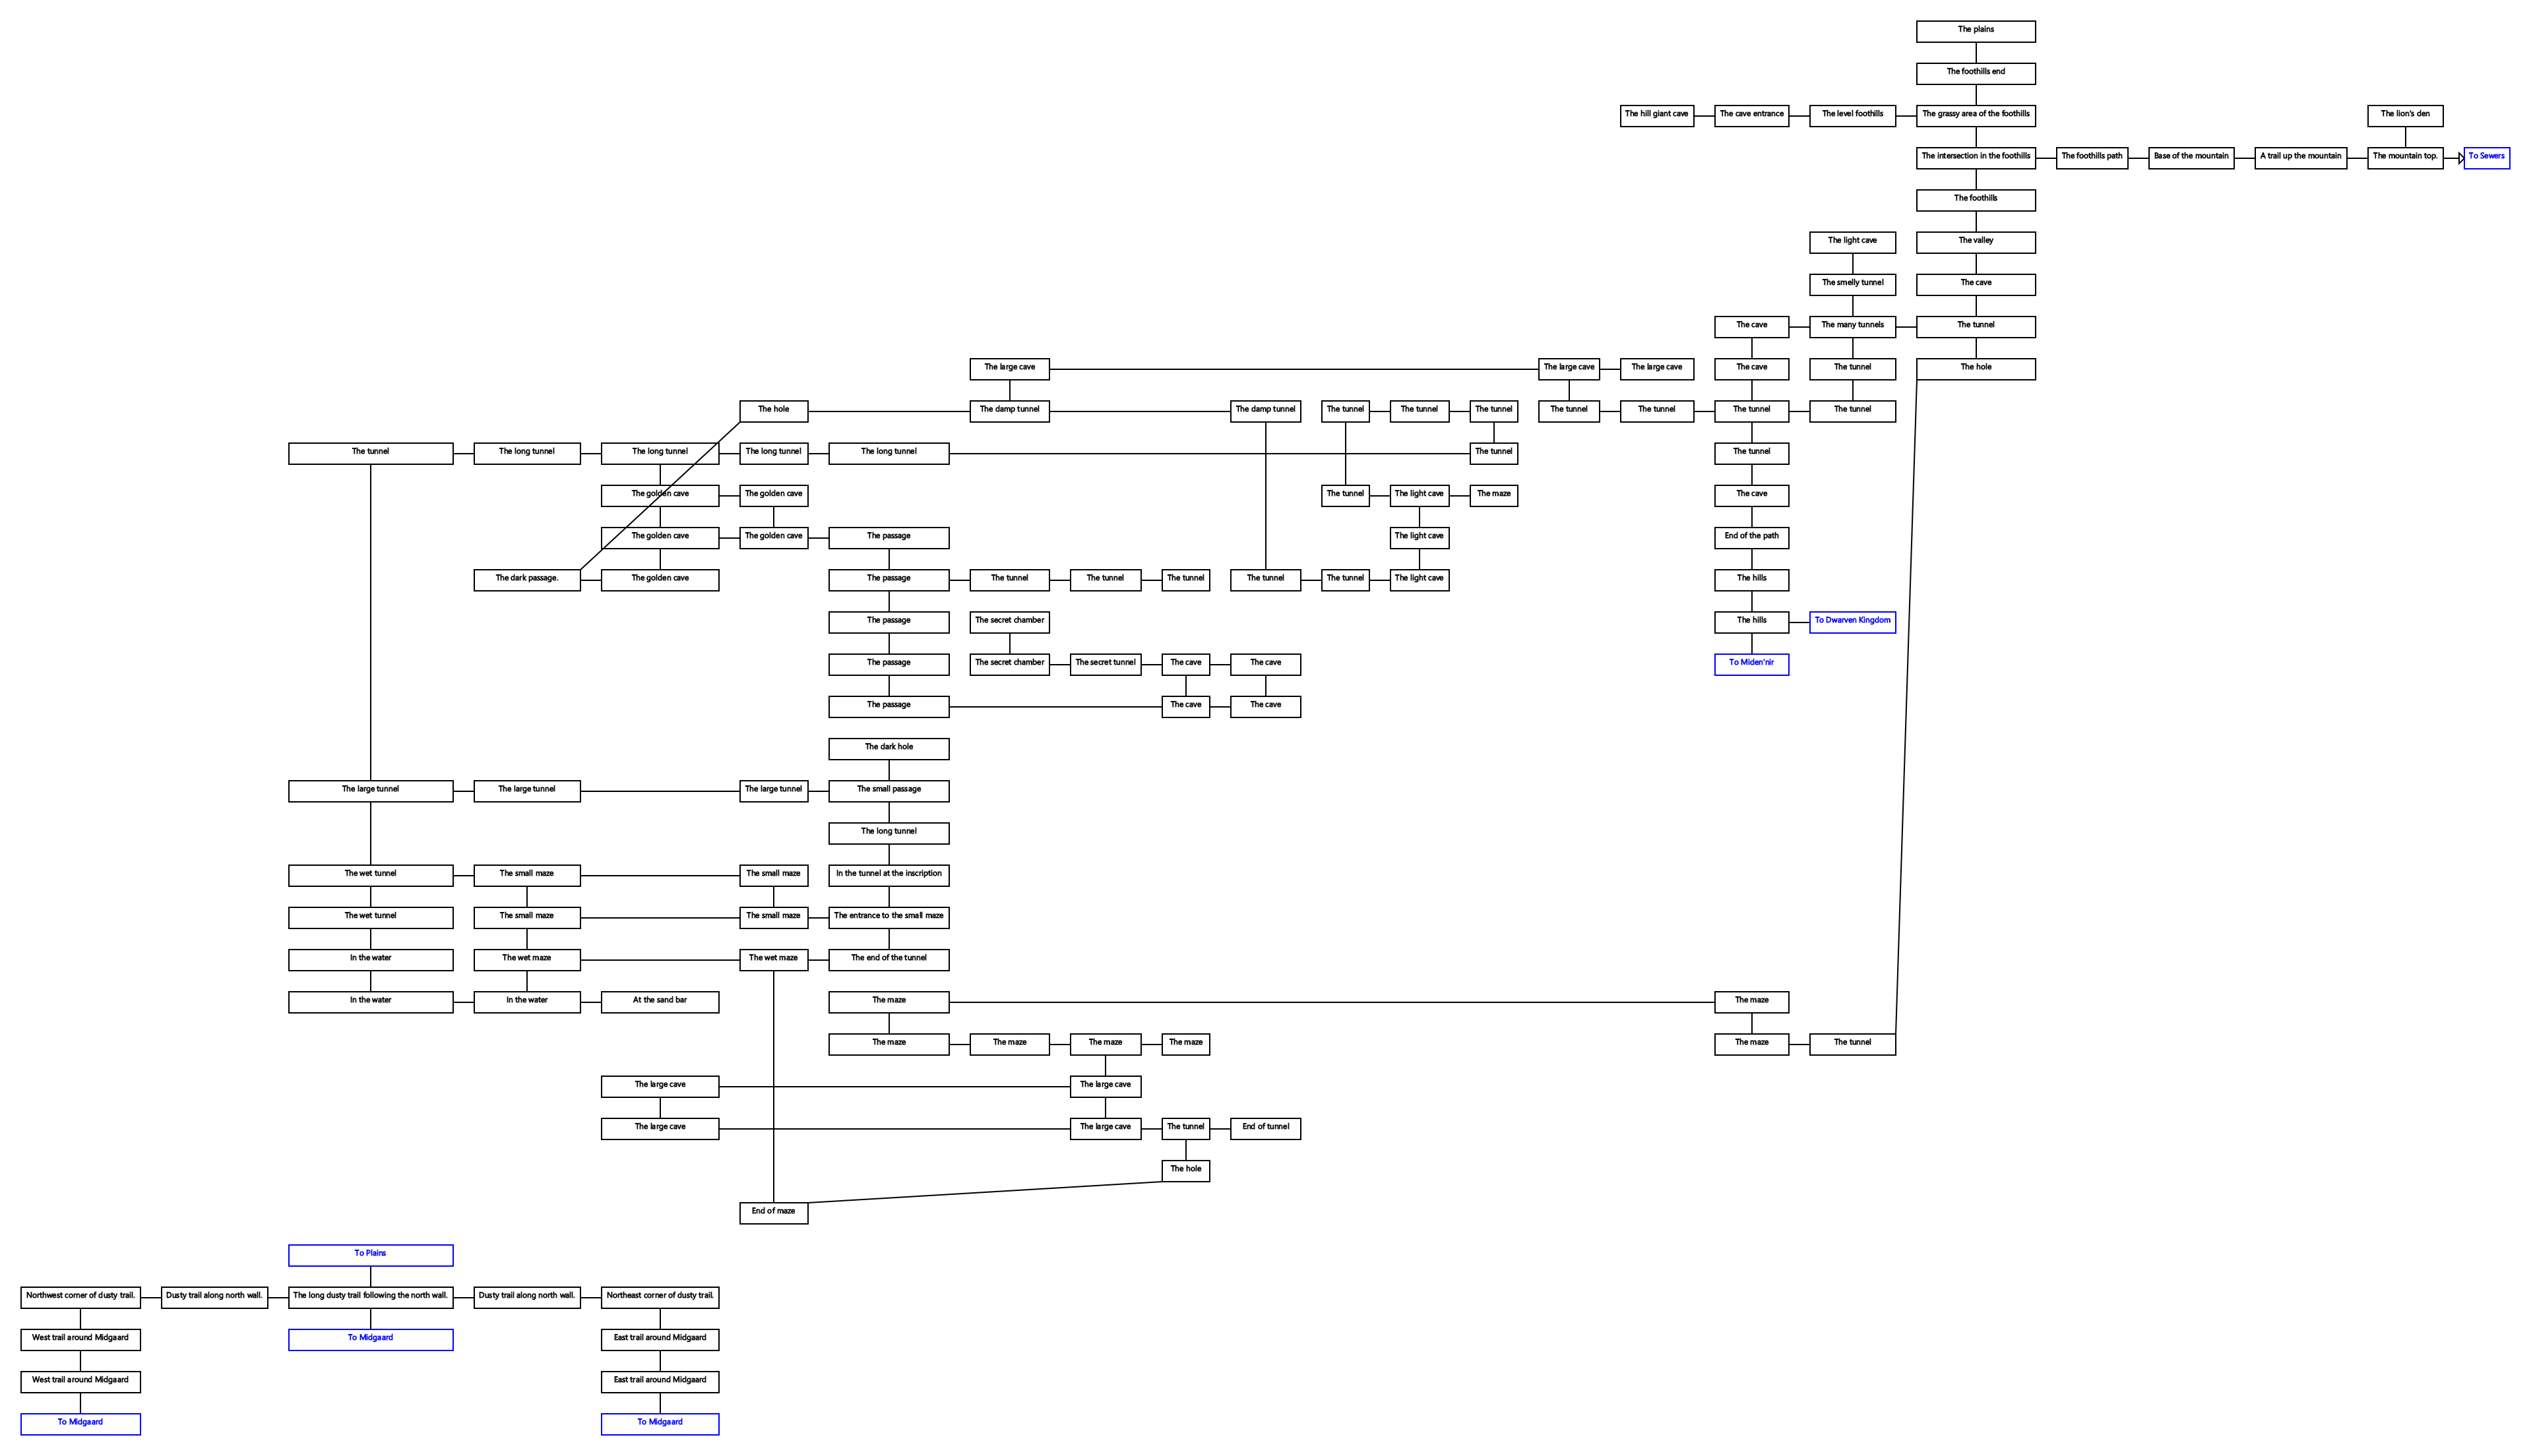 The plains
The foothills end
The hill giant cave
The cave entrance
The level foothills
The grassy area of the foothills
The lion's den
The intersection in the foothills
The foothills path
Base of the mountain
A trail up the mountain
The mountain top.
To Sewers
The foothills
The light cave
The valley
The smelly tunnel
The cave
The cave
The many tunnels
The tunnel
The large cave
The large cave
The large cave
The cave
The tunnel
The hole
The hole
The damp tunnel
The damp tunnel
The tunnel
The tunnel
The tunnel
The tunnel
The tunnel
The tunnel
The tunnel
The tunnel
The long tunnel
The long tunnel
The long tunnel
The long tunnel
The tunnel
The tunnel
The golden cave
The golden cave
The tunnel
The light cave
The maze
The cave
The golden cave
The golden cave
The passage
The light cave
End of the path
The dark passage.
The golden cave
The passage
The tunnel
The tunnel
The tunnel
The tunnel
The tunnel
The light cave
The hills
The passage
The secret chamber
The hills
To Dwarven Kingdom
The passage
The secret chamber
The secret tunnel
The cave
The cave
To Miden'nir
The passage
The cave
The cave
The dark hole
The large tunnel
The large tunnel
The large tunnel
The small passage
The long tunnel
The wet tunnel
The small maze
The small maze
In the tunnel at the inscription
The wet tunnel
The small maze
The small maze
The entrance to the small maze
In the water
The wet maze
The wet maze
The end of the tunnel
In the water
In the water
At the sand bar
The maze
The maze
The maze
The maze
The maze
The maze
The maze
The tunnel
The large cave
The large cave
The large cave
The large cave
The tunnel
End of tunnel
The hole
End of maze
To Plains
Northwest corner of dusty trail.
Dusty trail along north wall.
The long dusty trail following the north wall.
Dusty trail along north wall.
Northeast corner of dusty trail.
West trail around Midgaard
To Midgaard
East trail around Midgaard
West trail around Midgaard
East trail around Midgaard
To Midgaard
To Midgaard